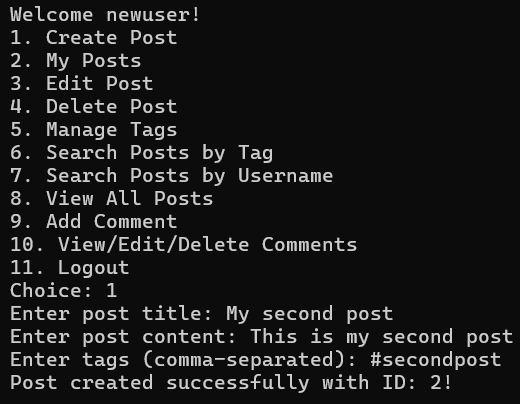 Welcome newuser!
1. Create Post
2. My Posts
3. Edit Post
4. Delete Post
5. Manage Tags
6. Search Posts by Tag
7. Search Posts by Username
8. View All Posts
9. Add Comment
10. View/Edit/Delete Comments
11. Logout
Choice: 1
Enter post title: My second post
Enter post content: This is my second post
Enter tags (comma-separated): #secondpost
Post created successfully with ID: 2!